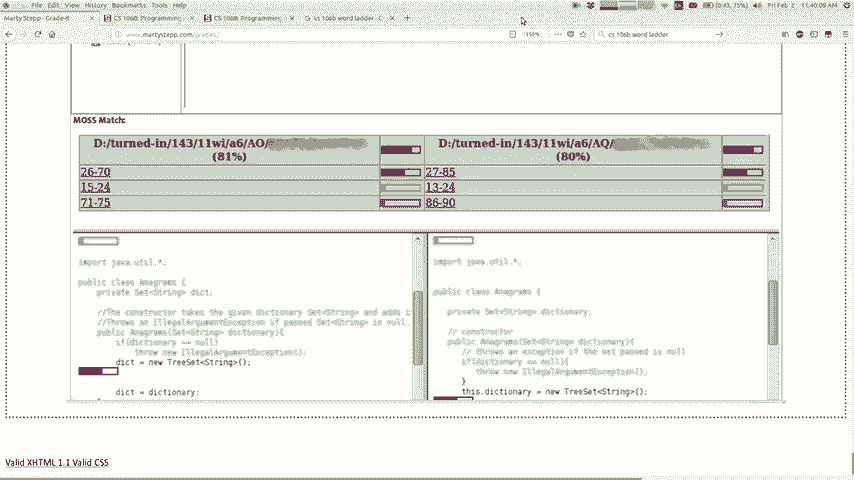 File Edit View History Bookmarks Tools Help
(0:43, 75%) Fri Feb 2 11:40:09 AM
Marty Stepp - Grade-It × CS 106B: Programming × CS 106B: Programming, × cs 106b word ladder - × +
www.martystepp.com/gradeit/ 150% cs 106b word ladder
MOSS Match:
D:/turned-in/143/11wi/a6/AO/ D:/turned-in/143/11wi/a6/AQ/
(81%) (80%)
26-70 27-85
15-24 13-24
71-75 86-90
import java.util.*; import java.util.*;
public class Anagrams { public class Anagrams {
private Set<String> dict;
private Set<String> dictionary;
//The constructor takes the given dictionary Set<String> and adds i
//Throws an IllegalArgumentException if passed Set<String> is null. // constructor
public Anagrams(Set<String> dictionary){ public Anagrams(Set<String> dictionary){
if(dictionary == null) // throws an exception if the set passed is null
throw new IllegalArgumentException(); if(dictionary == null){
dict = new TreeSet<String>(); throw new IllegalArgumentException();
}
dict = dictionary; this.dictionary = new TreeSet<String>();
Valid XHTML 1.1 Valid CSS